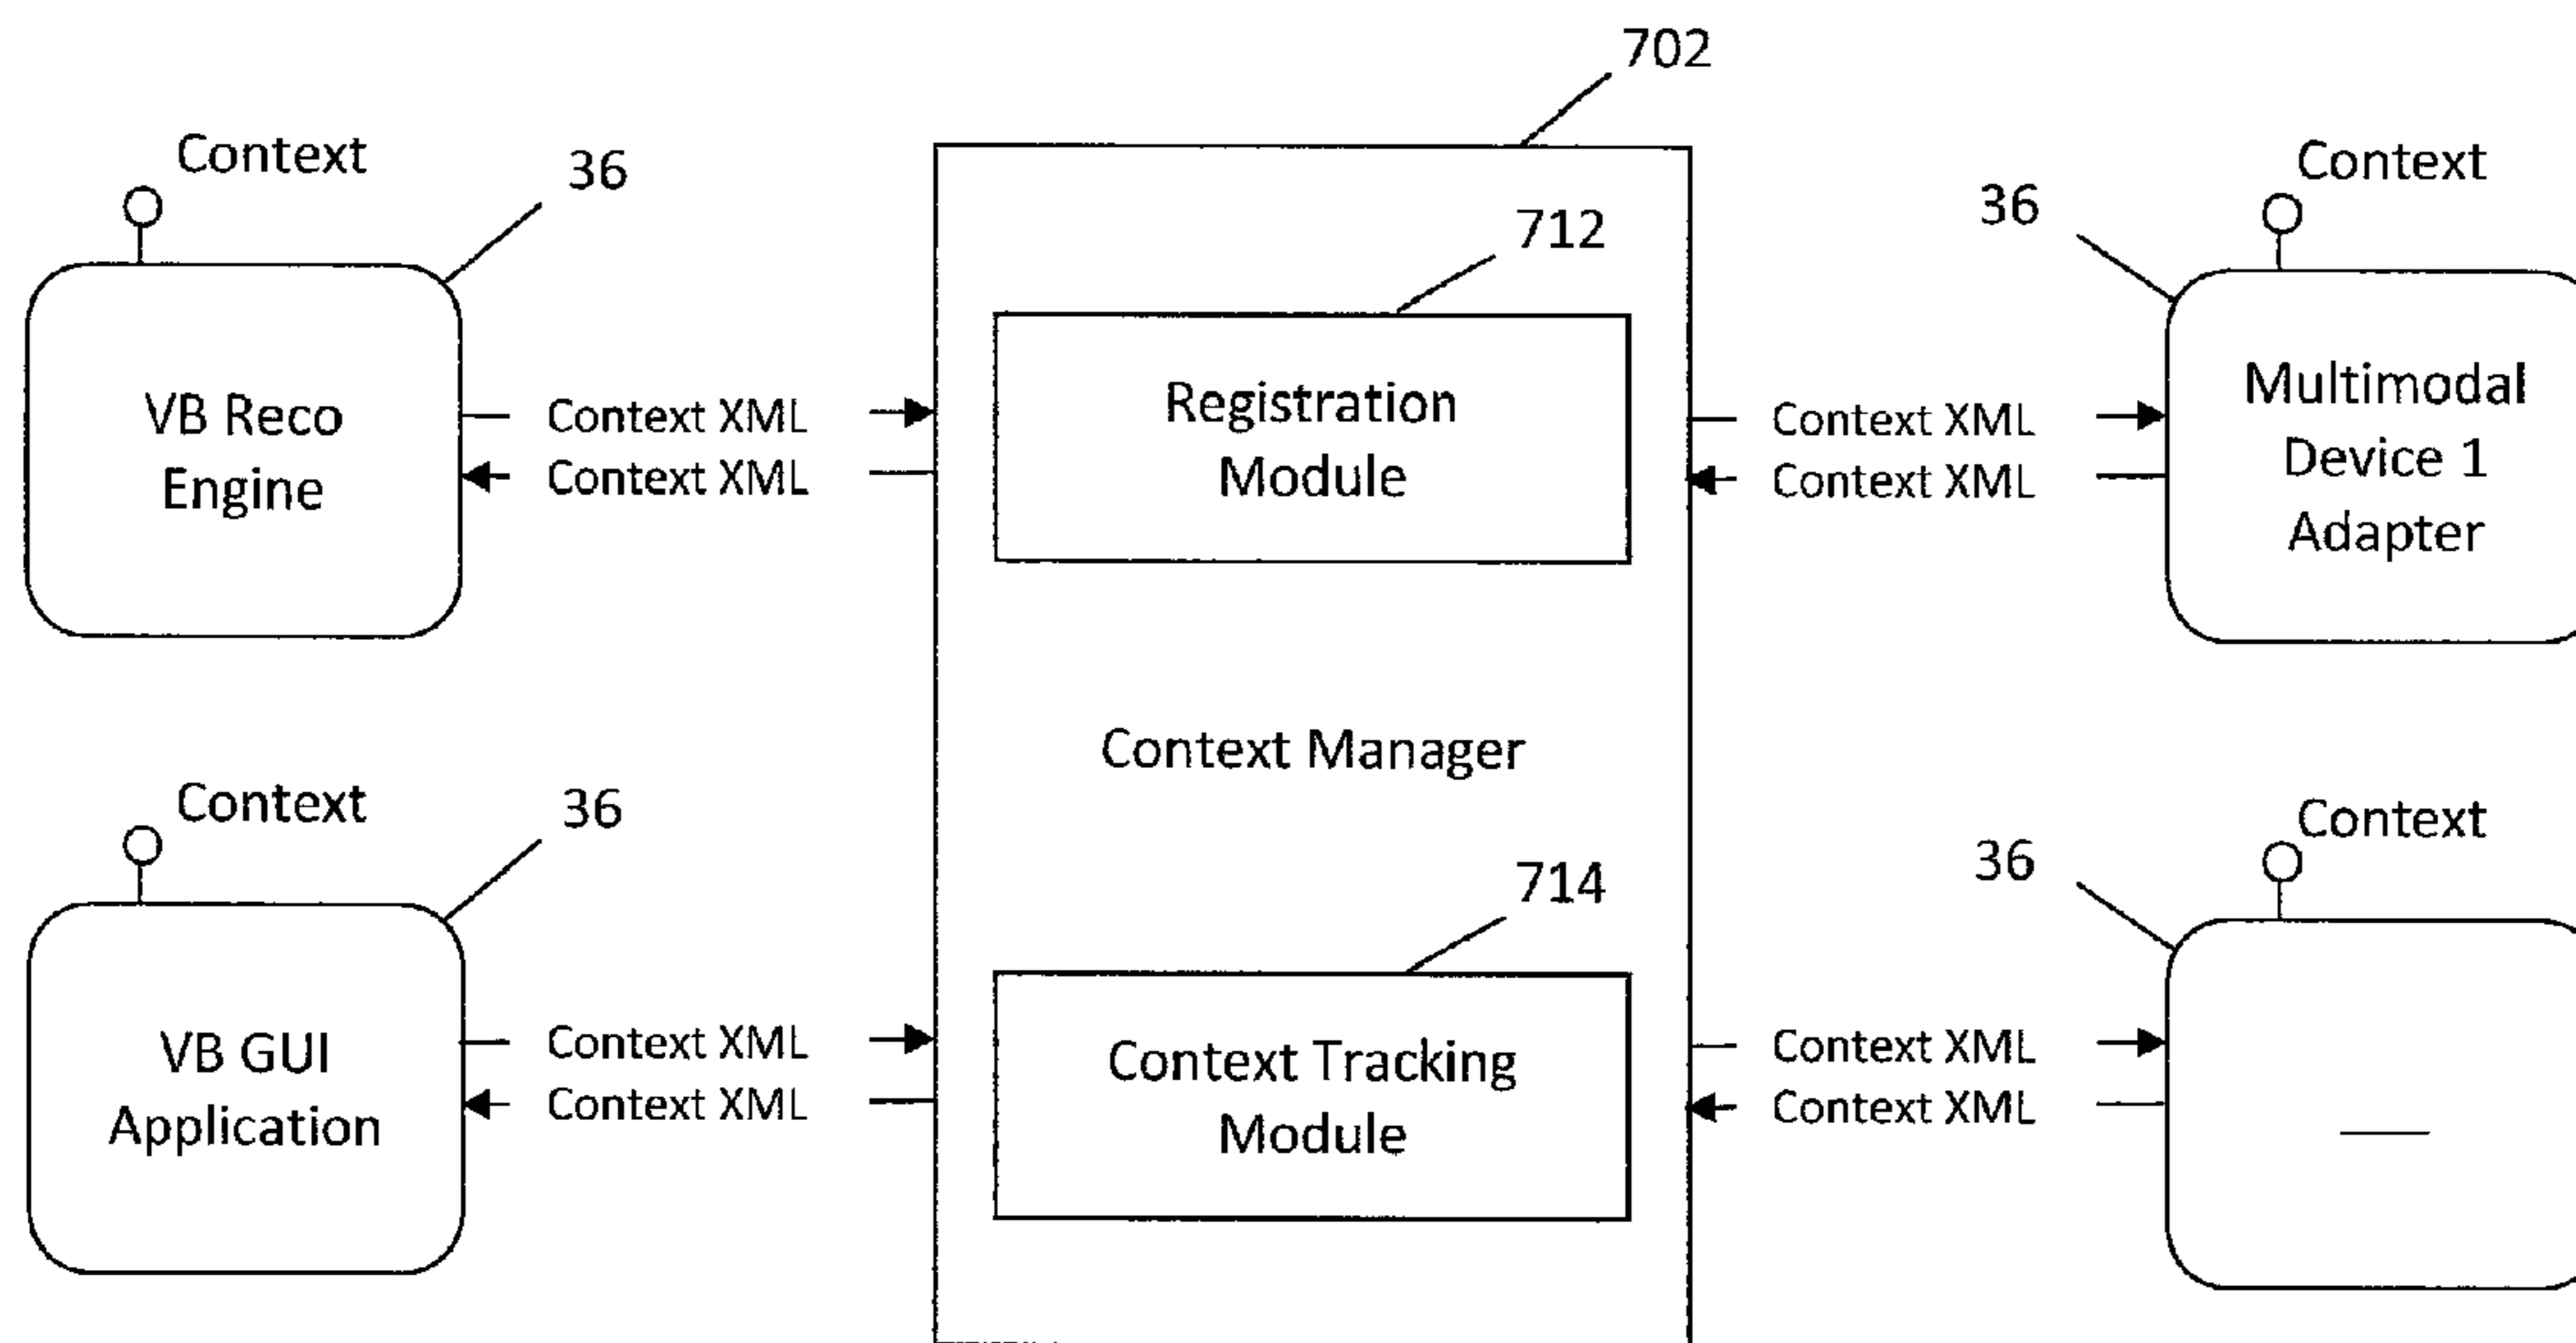 702
Context
36
712
Context
36
VB Reco
Engine
Context XML
Context XML
Registration
Module
Context XML
Context XML
Multimodal
Device 1
Adapter
Context Manager
Context
36
714
Context
36
VB GUI
Application
Context XML
Context XML
Context Tracking
Module
Context XML
Context XML